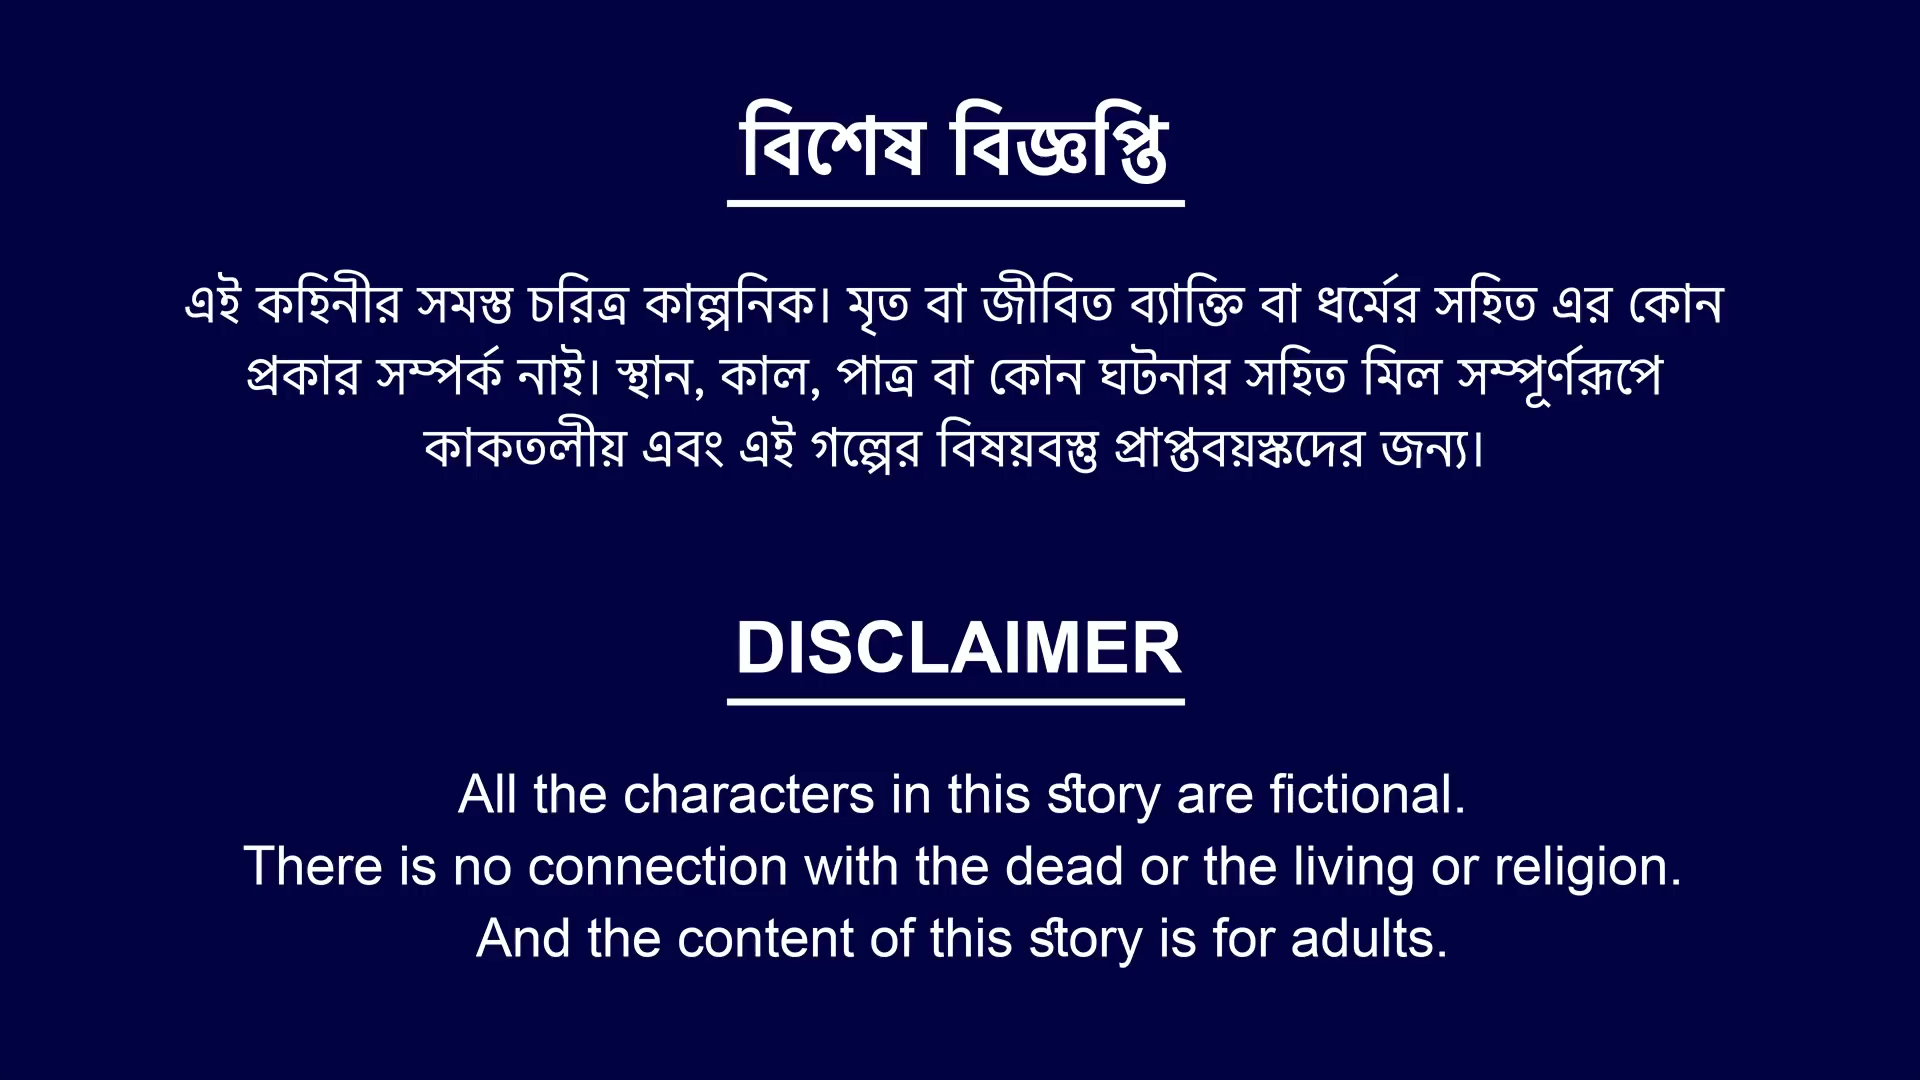 বিশেষ বিজ্ঞপ্তি
এই কহিনীর সমস্ত চরিত্র কাল্পনিক। মৃত বা জীবিত ব্যাক্তি বা ধর্মের সহিত এর কোন
প্রকার সম্পর্ক নাই। স্থান, কাল, পাত্র বা কোন ঘটনার সহিত মিল সম্পূর্ণরূপে
কাকতলীয় এবং এই গল্পের বিষয়বস্তু প্রাপ্তবয়স্কদের জন্য।
DISCLAIMER
All the characters in this story are fictional.
There is no connection with the dead or the living or religion.
And the content of this story is for adults.